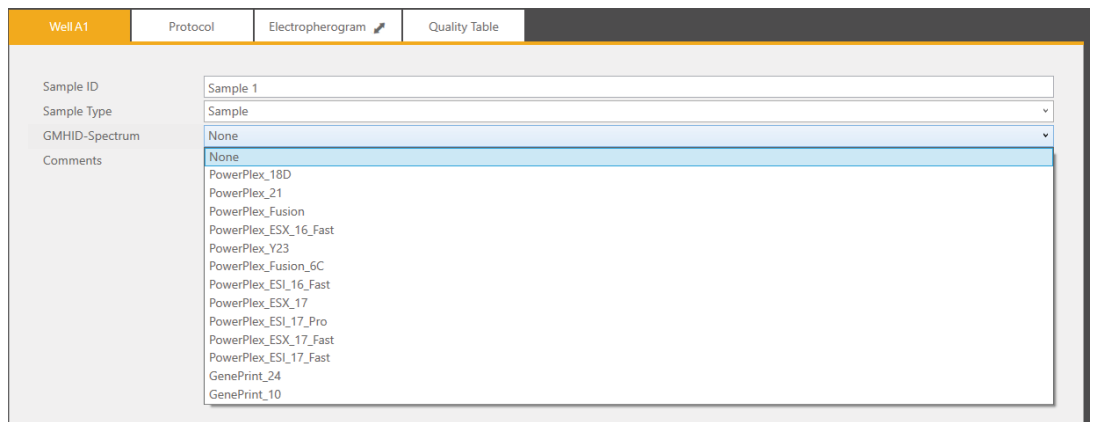 Well A1 Protocol Electropherogram Quality Table
Sample ID Sample 1
Sample Type Sample
GMHID-Spectrum None
Comments None
PowerPlex_18D
PowerPlex_21
PowerPlex_Fusion
PowerPlex_ESX_16_Fast
PowerPlex_Y23
PowerPlex_Fusion_6C
PowerPlex_ESI_16_Fast
PowerPlex_ESX_17
PowerPlex_ESI_17_Pro
PowerPlex_ESX_17_Fast
PowerPlex_ESI_17_Fast
GenePrint_24
GenePrint_10